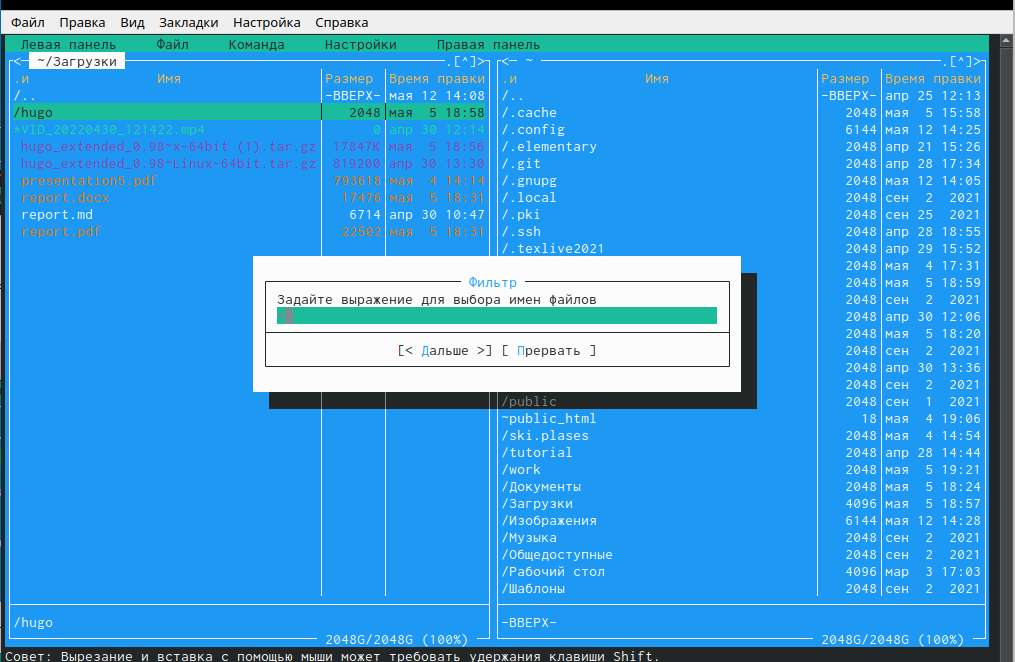 Файл Правка Вид Закладки Настройка Справка
Левая панель Файл Команда Настройки Правая панель
<— ~/Загрузки .[^]>
.и Имя Размер Время правки
/.. -ВВЕРХ- мая 12 14:08
/hugo 2048 мая 5 18:58
*VID_20220430_121422.mp4 0 апр 30 12:14
hugo_extended_0.98~x-64bit (1).tar.gz 17847K мая 5 18:56
hugo_extended_0.98~Linux-64bit.tar.gz 819200 апр 30 13:30
presentation5.pdf 793618 мая 4 14:14
report.docx 17476 мая 5 18:31
report.md 6714 апр 30 10:47
report.pdf 22502 мая 5 18:31
/hugo
2048G/2048G (100%)
<— ~ .[^]>
.и Имя Размер Время правки
/.. -ВВЕРХ- апр 25 12:13
/.cache 2048 мая 5 15:58
/.config 6144 мая 12 14:25
/.elementary 2048 апр 21 15:26
/.git 2048 апр 28 17:34
/.gnupg 2048 мая 12 14:05
/.local 2048 сен 2 2021
/.pki 2048 сен 25 2021
/.ssh 2048 апр 28 18:55
/.texlive2021 2048 апр 29 15:52
2048 мая 4 17:31
2048 мая 5 18:59
2048 сен 2 2021
2048 апр 30 12:06
2048 мая 5 18:20
2048 сен 2 2021
2048 апр 30 13:36
2048 сен 2 2021
/public 2048 сен 1 2021
~public_html 18 мая 4 19:06
/ski.plases 2048 мая 4 14:54
/tutorial 2048 апр 28 14:44
/work 2048 мая 5 19:21
/Документы 2048 мая 5 18:24
/Загрузки 4096 мая 5 18:57
/Изображения 6144 мая 12 14:28
/Музыка 2048 сен 2 2021
/Общедоступные 2048 сен 2 2021
/Рабочий стол 4096 мар 3 17:03
/Шаблоны 2048 сен 2 2021
-ВВЕРХ-
2048G/2048G (100%)
Фильтр
Задайте выражение для выбора имен файлов
[< Дальше >] [ Прервать ]
Совет: Вырезание и вставка с помощью мыши может требовать удержания клавиши Shift.